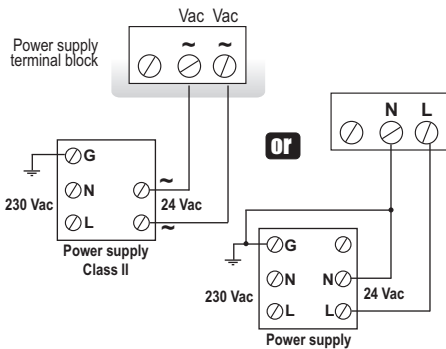 Vac Vac
Power supply
terminal block
~ ~
G
N
L
230 Vac
~
24 Vac
~
Power supply
Class II
or
N L
G
N
L
230 Vac
N
L
24 Vac
Power supply